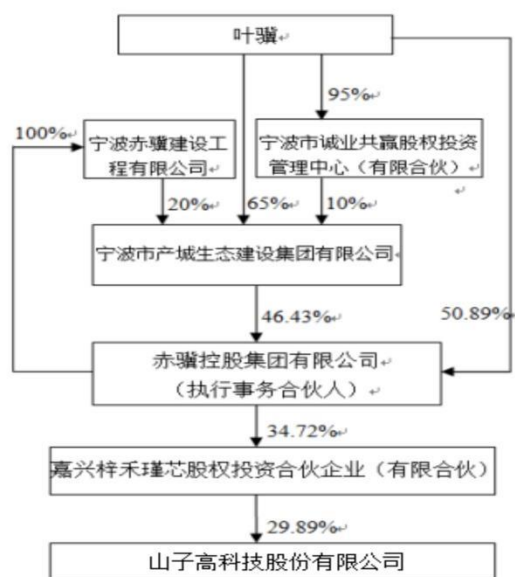 叶骥
95%
100%
宁波赤骥建设工
程有限公司
宁波市诚业共赢股权投资
管理中心（有限合伙）
20%
65%
10%
宁波市产城生态建设集团有限公司
46.43%
50.89%
赤骥控股集团有限公司
（执行事务合伙人）
34.72%
嘉兴梓禾瑾芯股权投资合伙企业（有限合伙）
29.89%
山子高科技股份有限公司